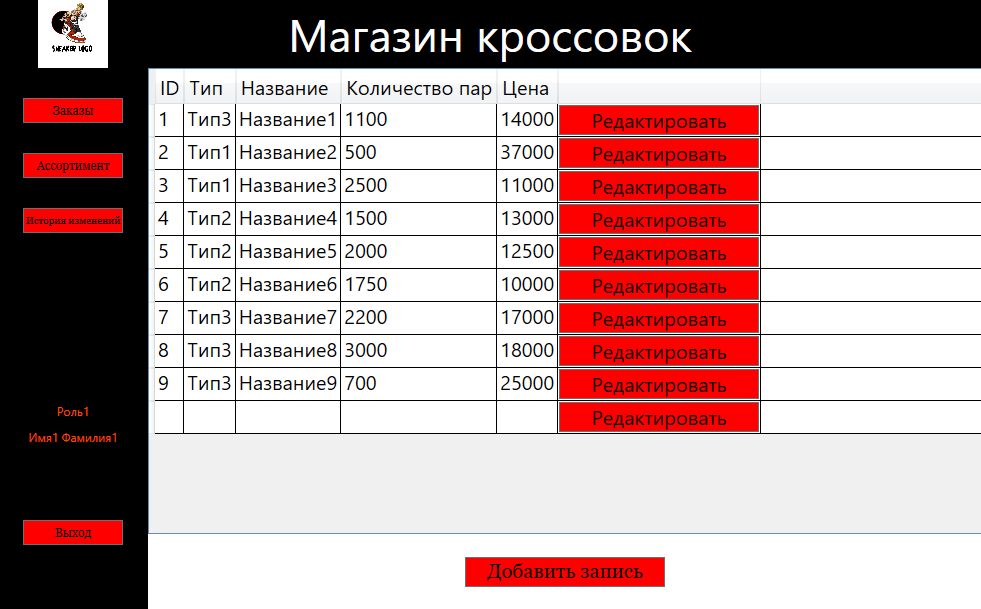 SNEAKER LOGO
Магазин кроссовок
Заказы
Ассортимент
История изменений
Роль1
Имя1 Фамилия1
Выход
ID Тип Название Количество пар Цена
1 Тип3 Название1 1100 14000 Редактировать
2 Тип1 Название2 500 37000 Редактировать
3 Тип1 Название3 2500 11000 Редактировать
4 Тип2 Название4 1500 13000 Редактировать
5 Тип2 Название5 2000 12500 Редактировать
6 Тип2 Название6 1750 10000 Редактировать
7 Тип3 Название7 2200 17000 Редактировать
8 Тип3 Название8 3000 18000 Редактировать
9 Тип3 Название9 700 25000 Редактировать
Редактировать
Добавить запись